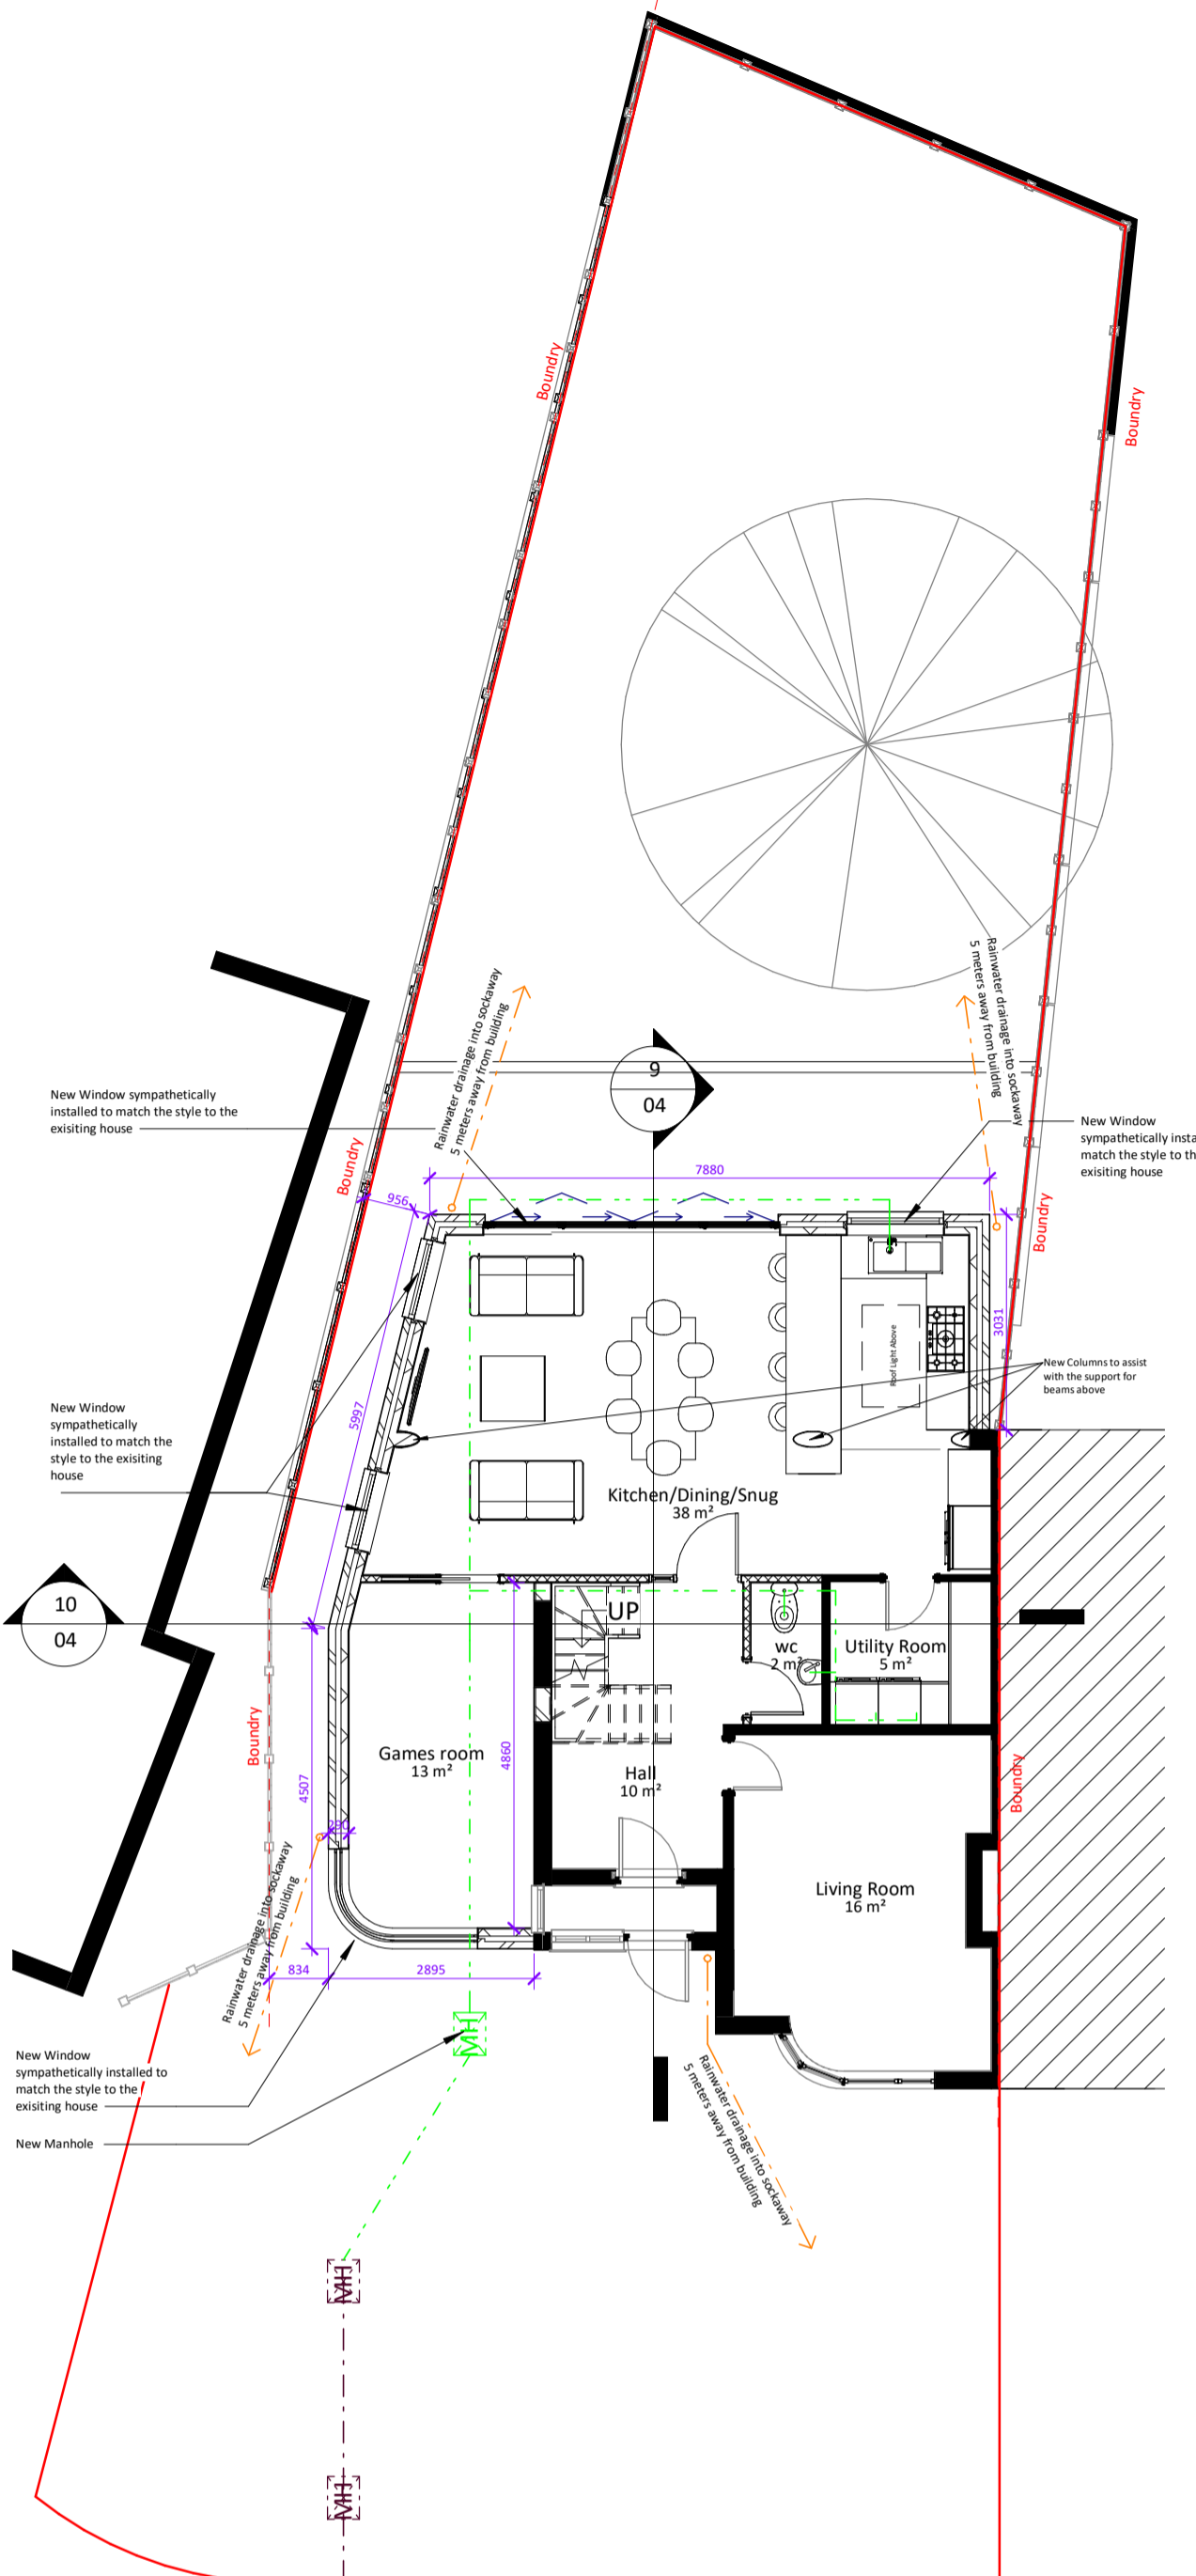 Boundry
Boundry
Rainwater drainage into sockaway
5 meters away from building
Rainwater drainage into sockaway
5 meters away from building
9
04
New Window sympathetically
installed to match the style to the
exisiting house
New Window
sympathetically insta
match the style to th
exisiting house
Boundry
7880
956
Boundry
3031
Roof Light Above
New Columns to assist
with the support for
beams above
5997
New Window
sympathetically
installed to match the
style to the exisiting
house
Kitchen/Dining/Snug
38 m²
10
04
UP
wc
2 m²
Utility Room
5 m²
Boundry
Games room
13 m²
4860
4507
Hall
10 m²
Boundry
290
Living Room
16 m²
Rainwater drainage into sockaway
5 meters away from building
834
2895
MH
New Window
sympathetically installed to
match the style to the
exisiting house
New Manhole
Rainwater drainage into sockaway
5 meters away from building
MH
MH